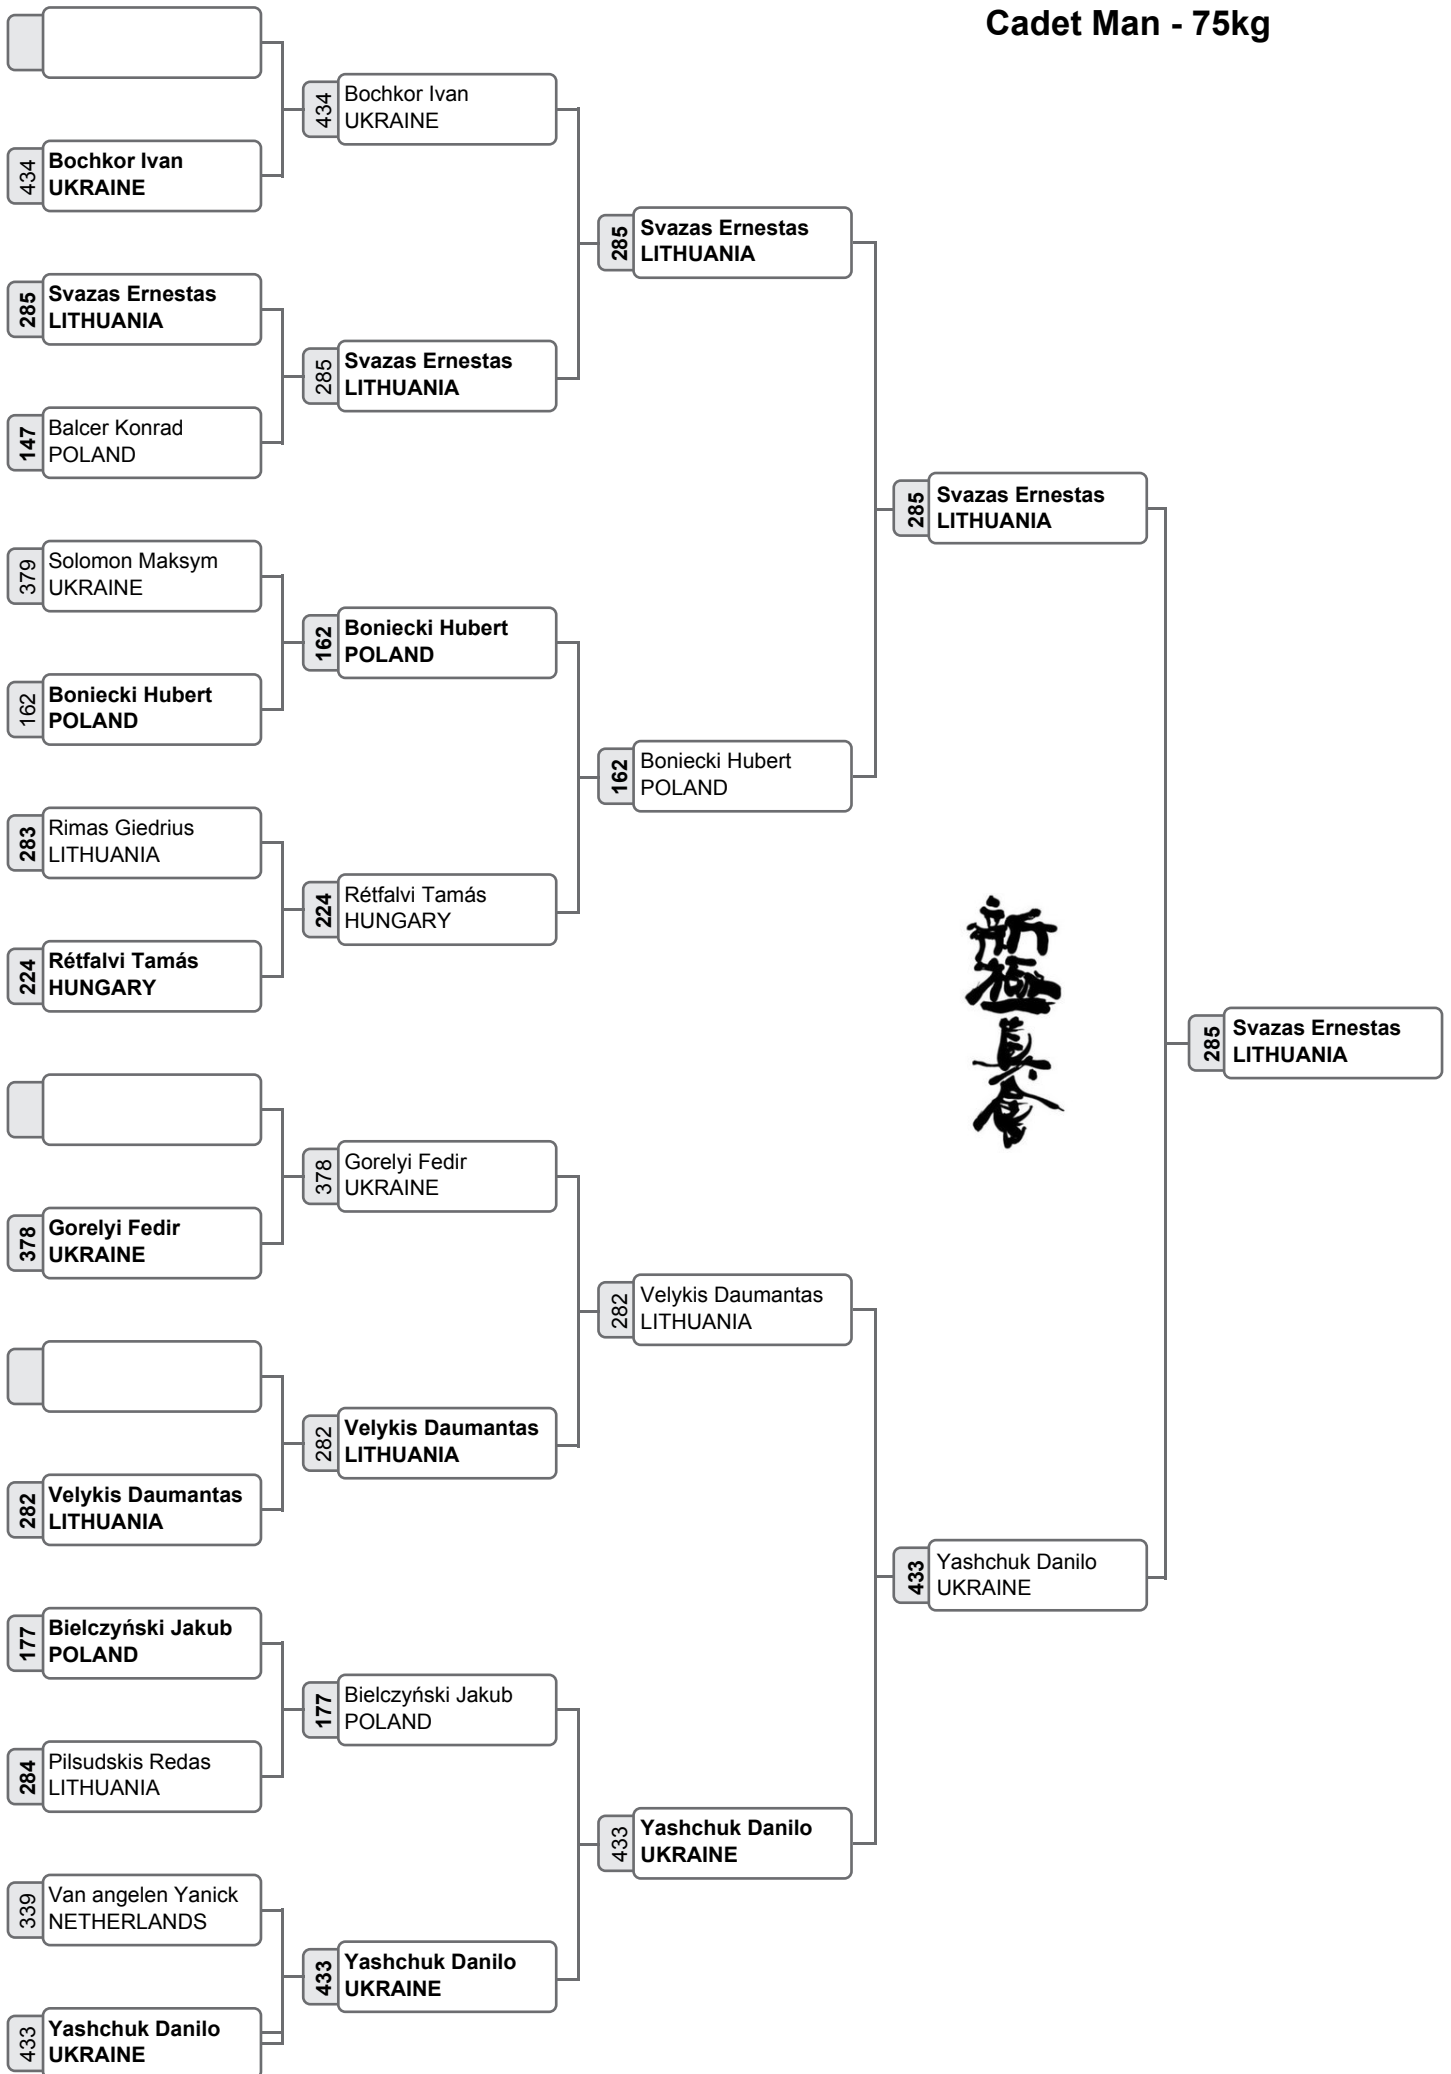 Cadet Man - 75kg
434
Bochkor Ivan
UKRAINE
285
Svazas Ernestas
LITHUANIA
147
Balcer Konrad
POLAND
379
Solomon Maksym
UKRAINE
162
Boniecki Hubert
POLAND
283
Rimas Giedrius
LITHUANIA
224
Rétfalvi Tamás
HUNGARY
378
Gorelyi Fedir
UKRAINE
282
Velykis Daumantas
LITHUANIA
177
Bielczyński Jakub
POLAND
284
Pilsudskis Redas
LITHUANIA
339
Van angelen Yanick
NETHERLANDS
433
Yashchuk Danilo
UKRAINE
434
Bochkor Ivan
UKRAINE
285
Svazas Ernestas
LITHUANIA
162
Boniecki Hubert
POLAND
224
Rétfalvi Tamás
HUNGARY
378
Gorelyi Fedir
UKRAINE
282
Velykis Daumantas
LITHUANIA
177
Bielczyński Jakub
POLAND
433
Yashchuk Danilo
UKRAINE
285
Svazas Ernestas
LITHUANIA
162
Boniecki Hubert
POLAND
282
Velykis Daumantas
LITHUANIA
433
Yashchuk Danilo
UKRAINE
285
Svazas Ernestas
LITHUANIA
433
Yashchuk Danilo
UKRAINE
新極真會
285
Svazas Ernestas
LITHUANIA